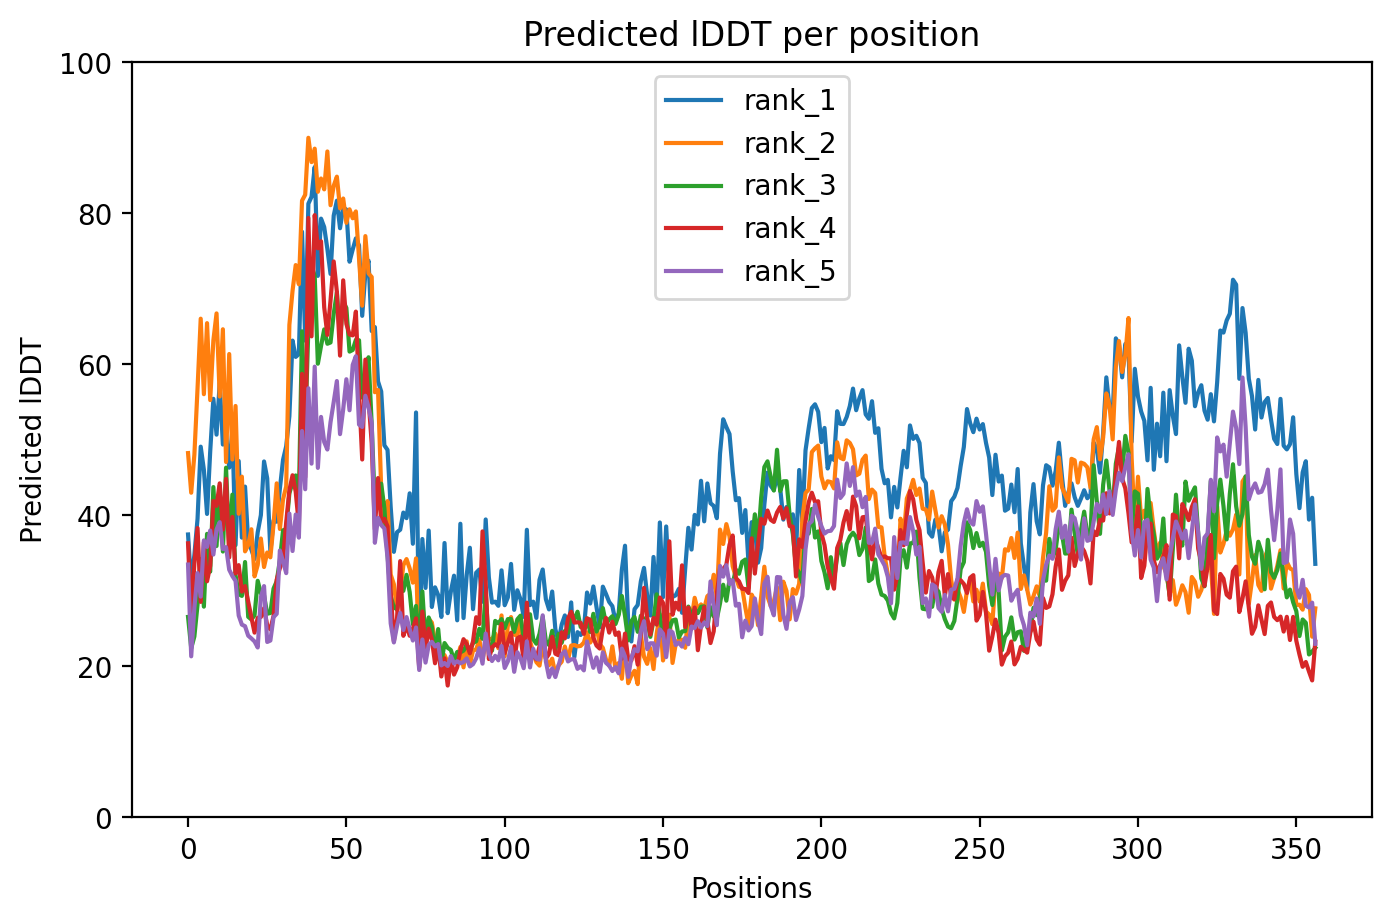 Predicted lDDT per position
100
80
60
40
20
0
Predicted lDDT
rank_1
rank_2
rank_3
rank_4
rank_5
0 50 100 150 200 250 300 350
Positions